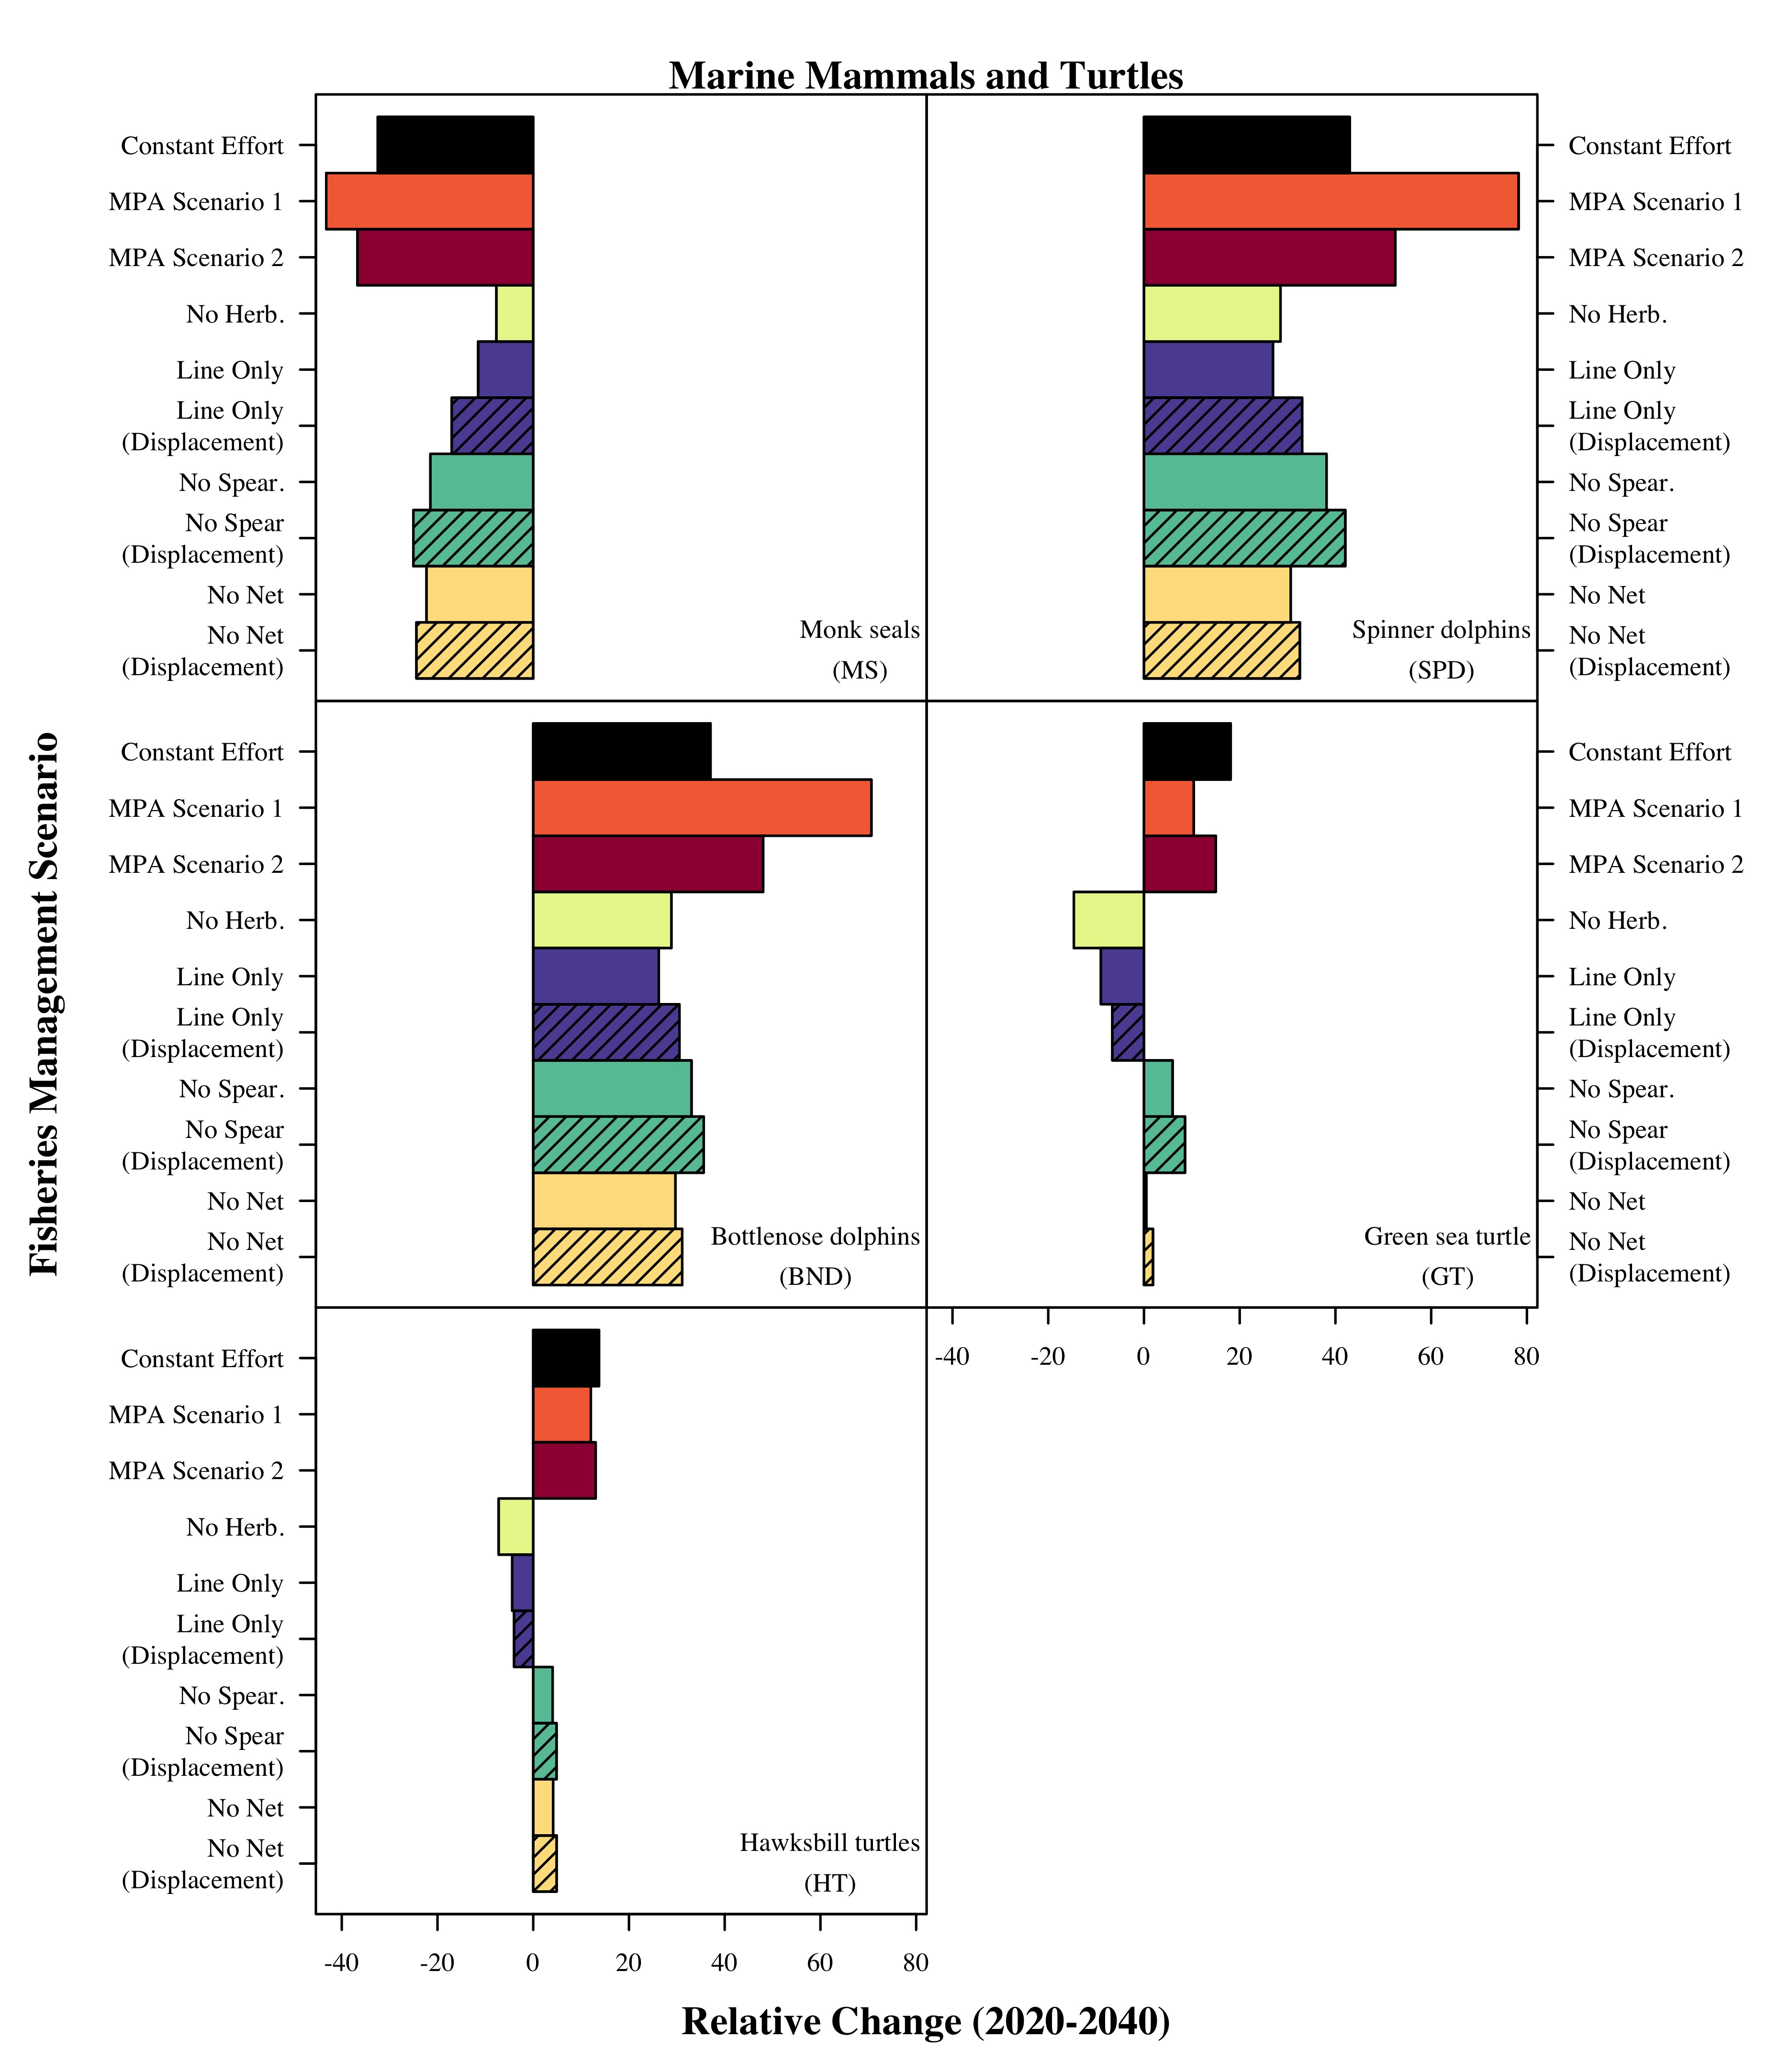 Marine Mammals and Turtles
Fisheries Management Scenario
Constant Effort
MPA Scenario 1
MPA Scenario 2
No Herb.
Line Only
Line Only
(Displacement)
No Spear.
No Spear
(Displacement)
No Net
No Net
(Displacement)
Monk seals
(MS)
Constant Effort
MPA Scenario 1
MPA Scenario 2
No Herb.
Line Only
Line Only
(Displacement)
No Spear.
No Spear
(Displacement)
No Net
No Net
(Displacement)
Spinner dolphins
(SPD)
Constant Effort
MPA Scenario 1
MPA Scenario 2
No Herb.
Line Only
Line Only
(Displacement)
No Spear.
No Spear
(Displacement)
No Net
No Net
(Displacement)
Bottlenose dolphins
(BND)
Constant Effort
MPA Scenario 1
MPA Scenario 2
No Herb.
Line Only
Line Only
(Displacement)
No Spear.
No Spear
(Displacement)
No Net
No Net
(Displacement)
Green sea turtle
(GT)
-40 -20 0 20 40 60 80
Constant Effort
MPA Scenario 1
MPA Scenario 2
No Herb.
Line Only
Line Only
(Displacement)
No Spear.
No Spear
(Displacement)
No Net
No Net
(Displacement)
Hawksbill turtles
(HT)
-40 -20 0 20 40 60 80
Relative Change (2020-2040)